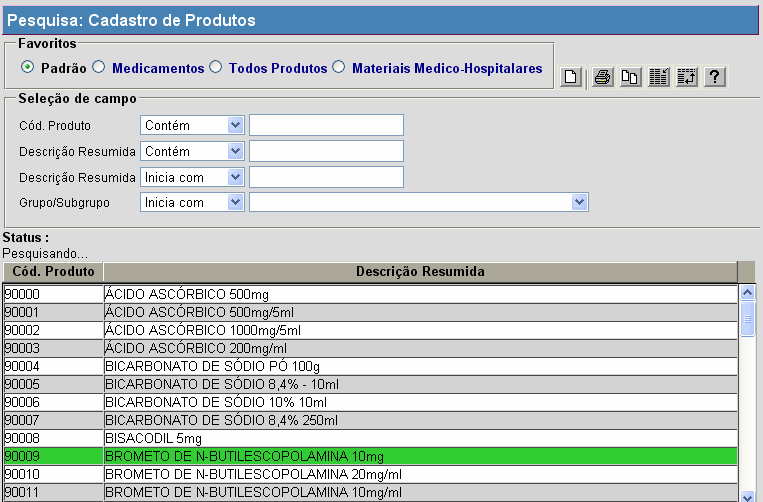 Pesquisa: Cadastro de Produtos
Favoritos
Padrão Medicamentos Todos Produtos Materiais Medico-Hospitalares
?
Seleção de campo
Cód. Produto Contém
Descrição Resumida Contém
Descrição Resumida Inicia com
Grupo/Subgrupo Inicia com
Status :
Pesquisando...
Cód. Produto Descrição Resumida
90000 ÁCIDO ASCÓRBICO 500mg
90001 ÁCIDO ASCÓRBICO 500mg/5ml
90002 ÁCIDO ASCÓRBICO 1000mg/5ml
90003 ÁCIDO ASCÓRBICO 200mg/ml
90004 BICARBONATO DE SÓDIO PÓ 100g
90005 BICARBONATO DE SÓDIO 8,4% - 10ml
90006 BICARBONATO DE SÓDIO 10% 10ml
90007 BICARBONATO DE SÓDIO 8,4% 250ml
90008 BISACODIL 5mg
90009 BROMETO DE N-BUTILESCOPOLAMINA 10mg
90010 BROMETO DE N-BUTILESCOPOLAMINA 20mg/ml
90011 BROMETO DE N-BUTILESCOPOLAMINA 10mg/ml